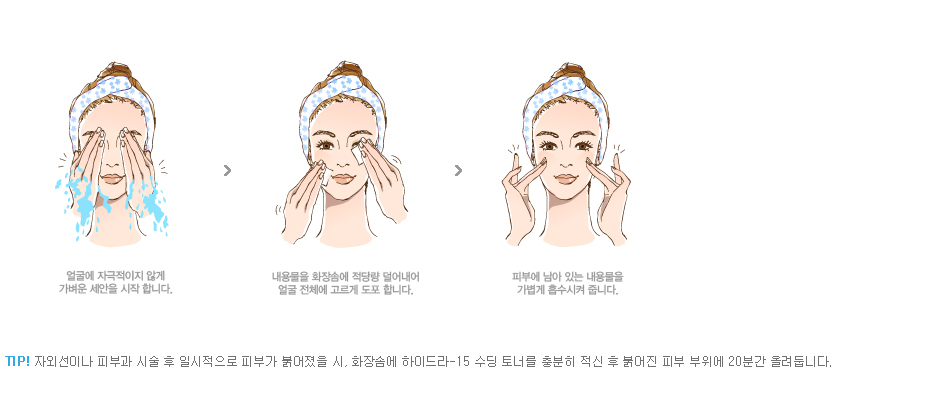 얼굴에 자극적이지 않게
가벼운 세안을 시작 합니다.
내용물을 화장솜에 적당량 덜어내어
얼굴 전체에 고르게 도포 합니다.
피부에 남아 있는 내용물을
가볍게 흡수시켜 줍니다.
TIP! 자외선이나 피부과 시술 후 일시적으로 피부가 붉어졌을 시, 화장솜에 하이드라-15 수딩 토너를 충분히 적신 후 붉어진 피부 부위에 20분간 올려둡니다.